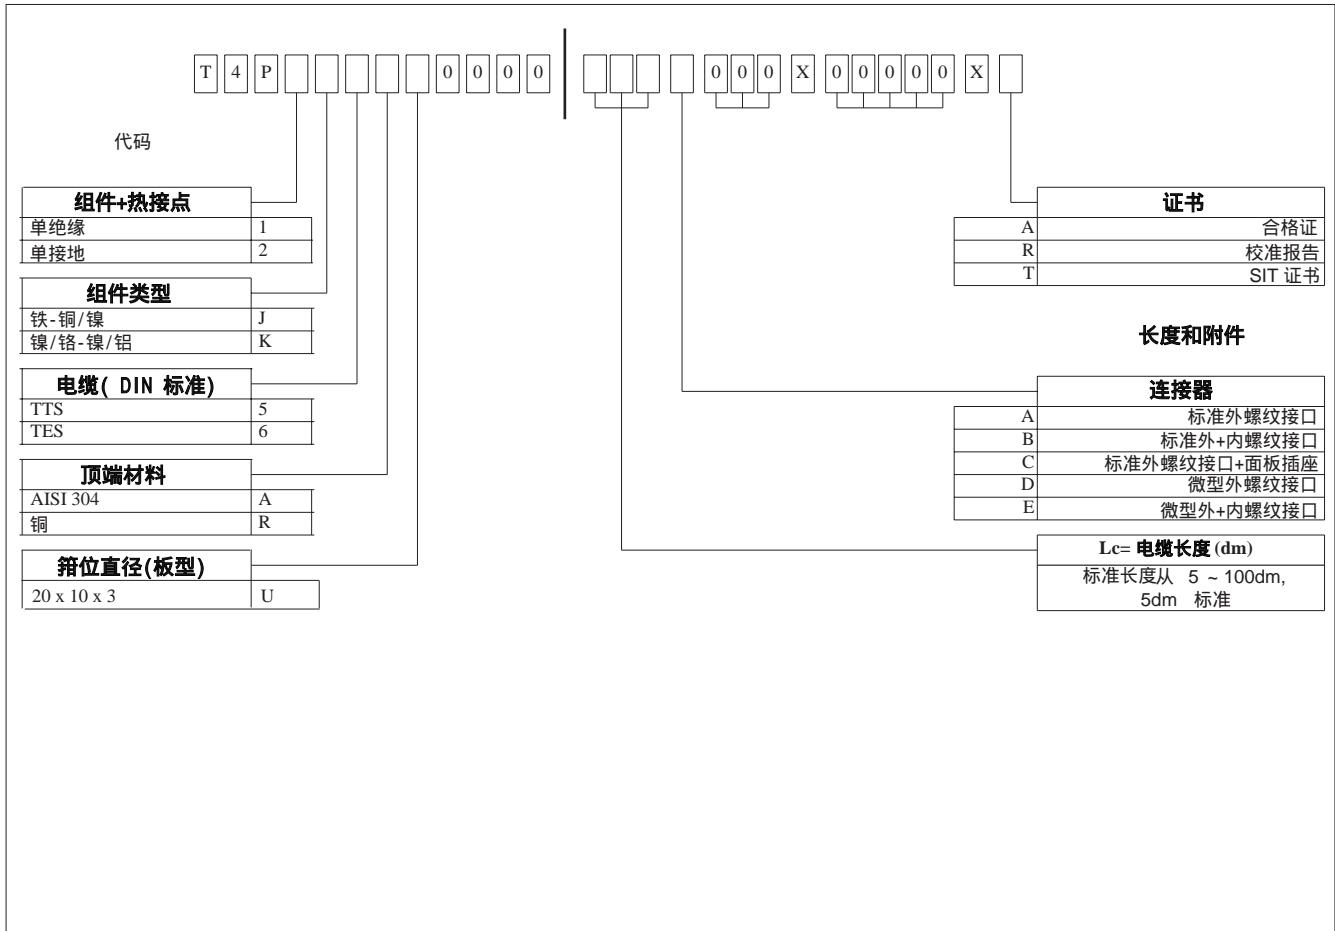 T 4 P 0 0 0 0 0 0 0 X 0 0 0 0 0 X
代码
组件+热接点
单绝缘 1
单接地 2
组件类型
铁-铜/镍 J
镍/铬-镍/铝 K
电缆( DIN 标准)
TTS 5
TES 6
顶端材料
AISI 304 A
铜 R
箝位直径(板型)
20 x 10 x 3 U
证书
A 合格证
R 校准报告
T SIT 证书
长度和附件
连接器
A 标准外螺纹接口
B 标准外+内螺纹接口
C 标准外螺纹接口+面板插座
D 微型外螺纹接口
E 微型外+内螺纹接口
Lc= 电缆长度 (dm)
标准长度从 5 ~ 100dm,
5dm 标准